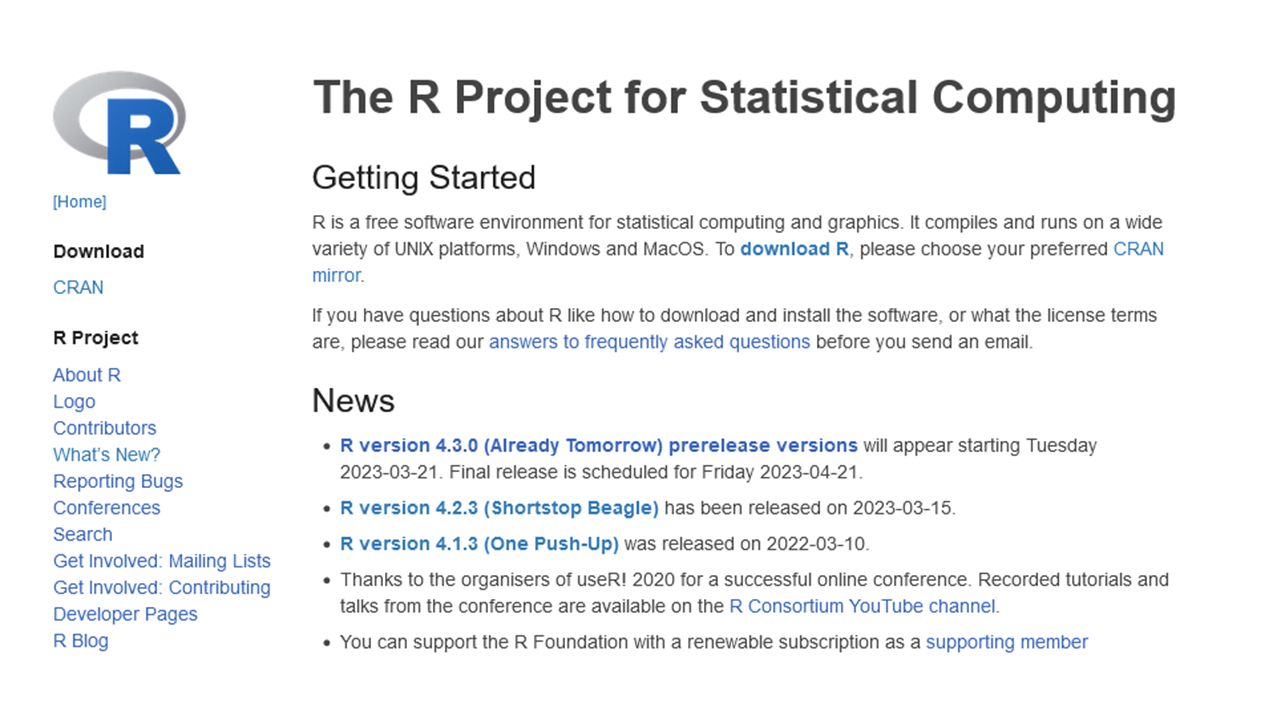 R
[Home]
Download
CRAN
R Project
About R
Logo
Contributors
What's New?
Reporting Bugs
Conferences
Search
Get Involved: Mailing Lists
Get Involved: Contributing
Developer Pages
R Blog
The R Project for Statistical Computing
Getting Started
R is a free software environment for statistical computing and graphics. It compiles and runs on a wide
variety of UNIX platforms, Windows and MacOS. To download R, please choose your preferred CRAN
mirror.
If you have questions about R like how to download and install the software, or what the license terms
are, please read our answers to frequently asked questions before you send an email.
News
• R version 4.3.0 (Already Tomorrow) prerelease versions will appear starting Tuesday
2023-03-21. Final release is scheduled for Friday 2023-04-21.
• R version 4.2.3 (Shortstop Beagle) has been released on 2023-03-15.
• R version 4.1.3 (One Push-Up) was released on 2022-03-10.
• Thanks to the organisers of useR! 2020 for a successful online conference. Recorded tutorials and
talks from the conference are available on the R Consortium YouTube channel.
• You can support the R Foundation with a renewable subscription as a supporting member